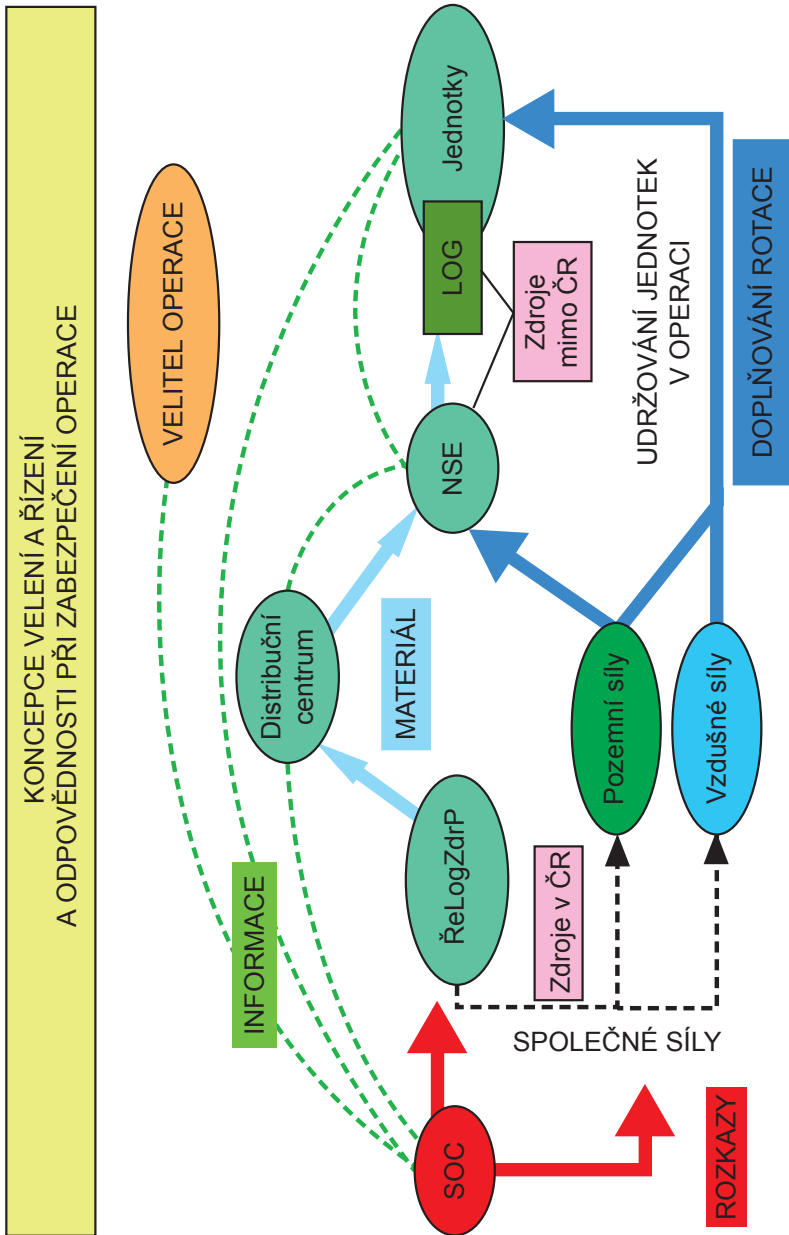 KONCEPCE VELENÍ A ŘÍZENÍ
A ODPOVĚDNOSTI PŘI ZABEZPEČENÍ OPERACE
VELITEL OPERACE
INFORMACE
Distribuční
centrum
Jednotky
LOG
NSE
SOC
ŘeLogZdrP
MATERIÁL
Zdroje
mimo ČR
Zdroje v ČR
SPOLEČNÉ SÍLY
Pozemní síly
Vzdušné síly
UDRŽOVÁNÍ JEDNOTEK
V OPERACI
ROZKAZY
DOPLŇOVÁNÍ ROTACE